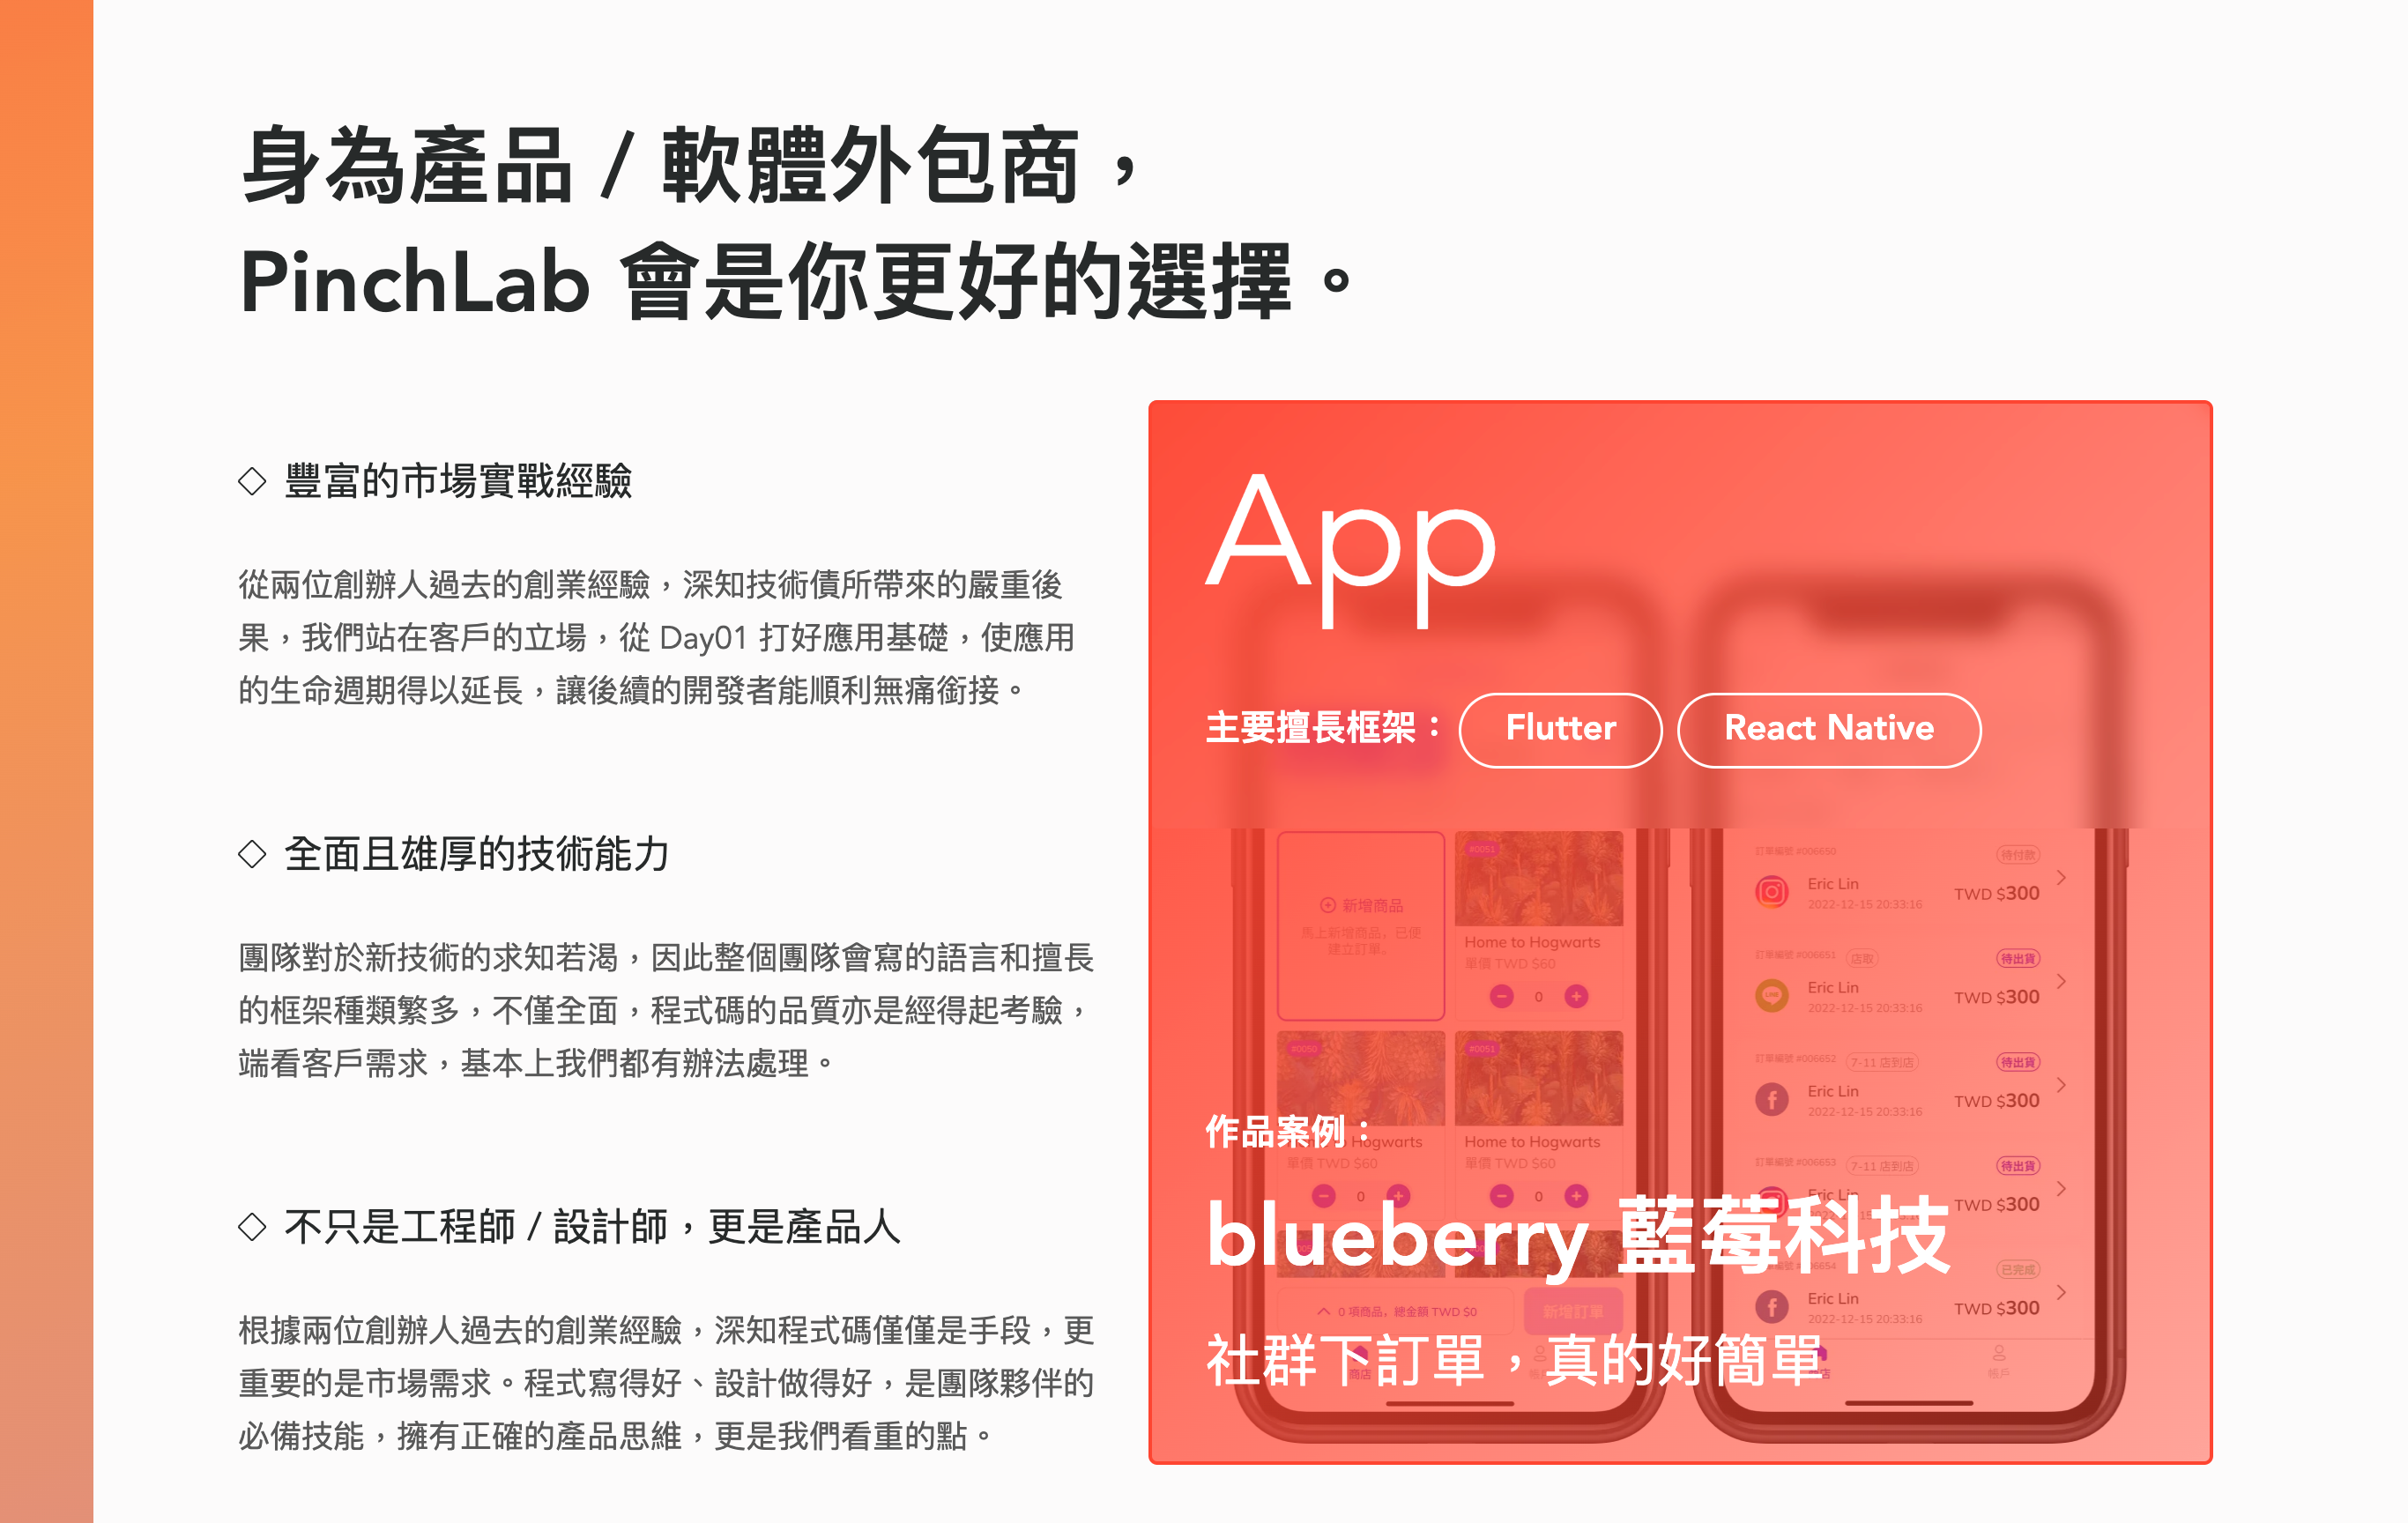 身為產品 / 軟體外包商，
PinchLab 會是你更好的選擇。
◇ 豐富的市場實戰經驗
從兩位創辦人過去的創業經驗，深知技術債所帶來的嚴重後
果，我們站在客戶的立場，從 Day01 打好應用基礎，使應用
的生命週期得以延長，讓後續的開發者能順利無痛銜接。
◇ 全面且雄厚的技術能力
團隊對於新技術的求知若渴，因此整個團隊會寫的語言和擅長
的框架種類繁多，不僅全面，程式碼的品質亦是經得起考驗，
端看客戶需求，基本上我們都有辦法處理。
◇ 不只是工程師 / 設計師，更是產品人
根據兩位創辦人過去的創業經驗，深知程式碼僅僅是手段，更
重要的是市場需求。程式寫得好、設計做得好，是團隊夥伴的
必備技能，擁有正確的產品思維，更是我們看重的點。
App
主要擅長框架： Flutter React Native
作品案例：
blueberry 藍莓科技
社群下訂單，真的好簡單
新增商品
馬上新增商品，已便
建立訂單。
#0051
Home to Hogwarts
單價 TWD $60
0
#0050
#0051
to Hogwarts
單價 TWD $60
0
Home to Hogwarts
單價 TWD $60
0
0 項商品，總金額 TWD $0
新增訂單
商店
訂單編號 #006650 待付款
Eric Lin
2022-12-15 20:33:16
TWD $300
訂單編號 #006651 店取 待出貨
LINE
Eric Lin
2022-12-15 20:33:16
TWD $300
訂單編號 #006652 7-11 店到店 待出貨
Eric Lin
2022-12-15 20:33:16
TWD $300
訂單編號 #006653 7-11 店到店 待出貨
Eric Lin
TWD $300
已完成
Eric Lin
2022-12-15 20:33:16
TWD $300
帳戶